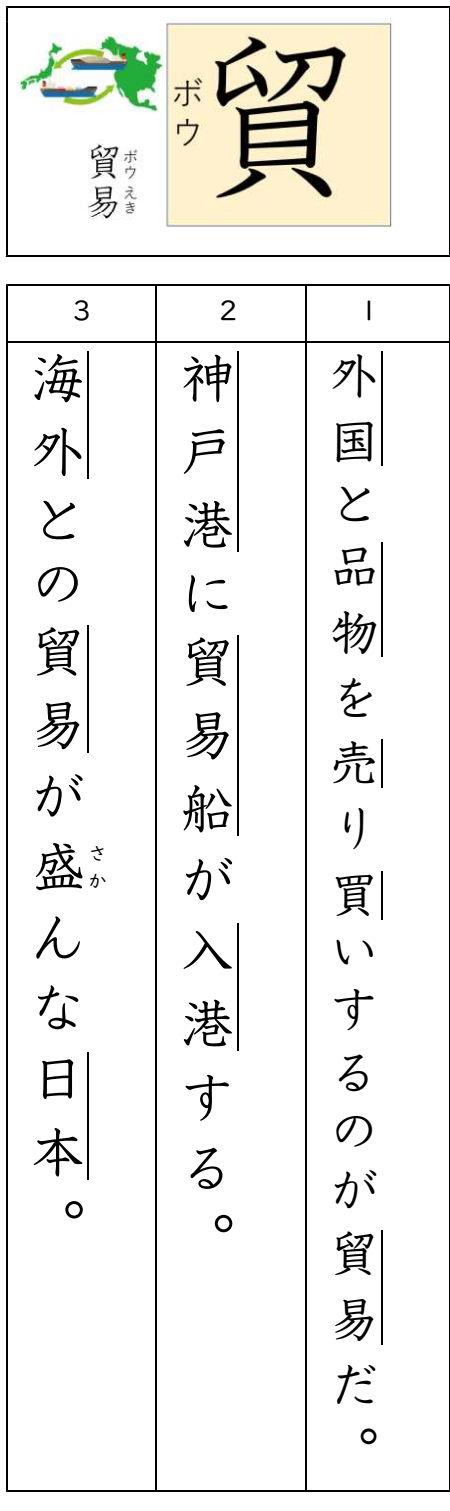 貿
ボウ
貿易
ボウえき
1
外国と品物を売り買いするのが貿易だ。
2
神戸港に貿易船が入港する。
3
海外との貿易が盛んな日本。
さか